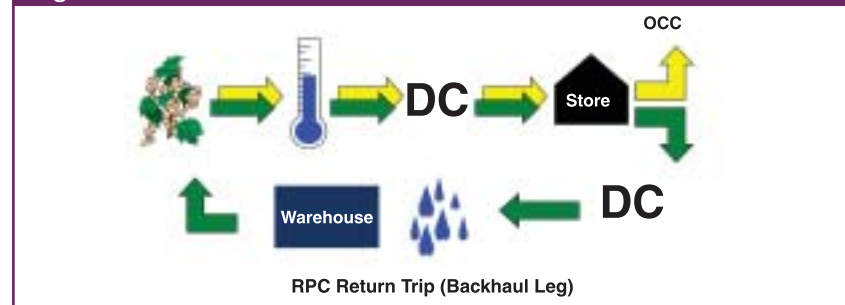 OCC
DC
Store
DC
Warehouse
RPC Return Trip (Backhaul Leg)